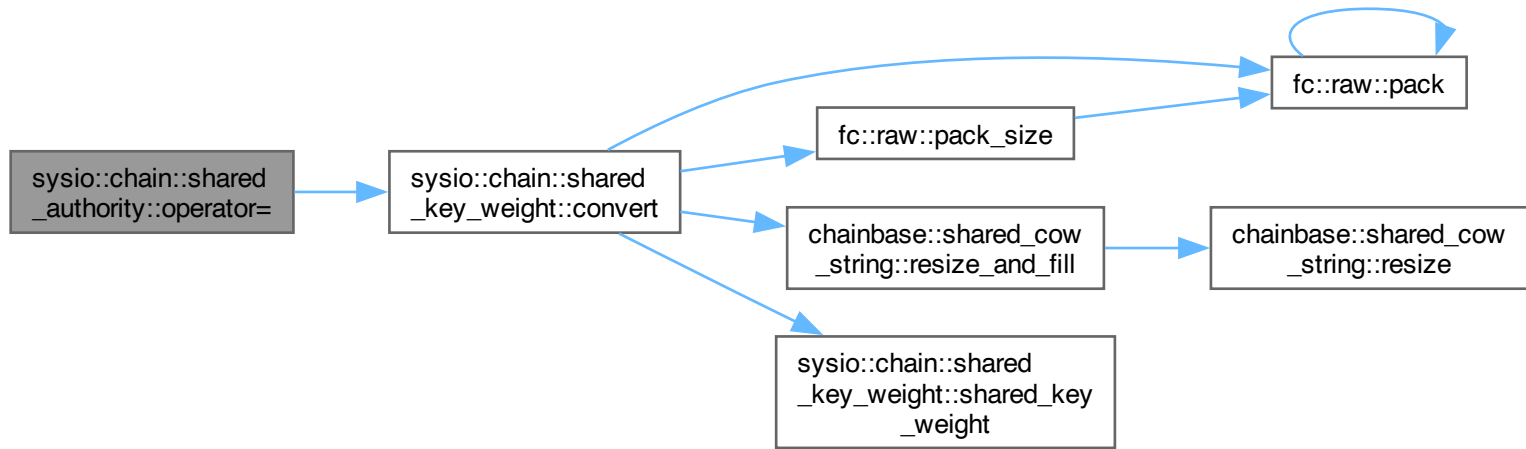 sysio::chain::shared
_authority::operator=
sysio::chain::shared
_key_weight::convert
fc::raw::pack
fc::raw::pack_size
chainbase::shared_cow
_string::resize_and_fill
chainbase::shared_cow
_string::resize
sysio::chain::shared
_key_weight::shared_key
_weight